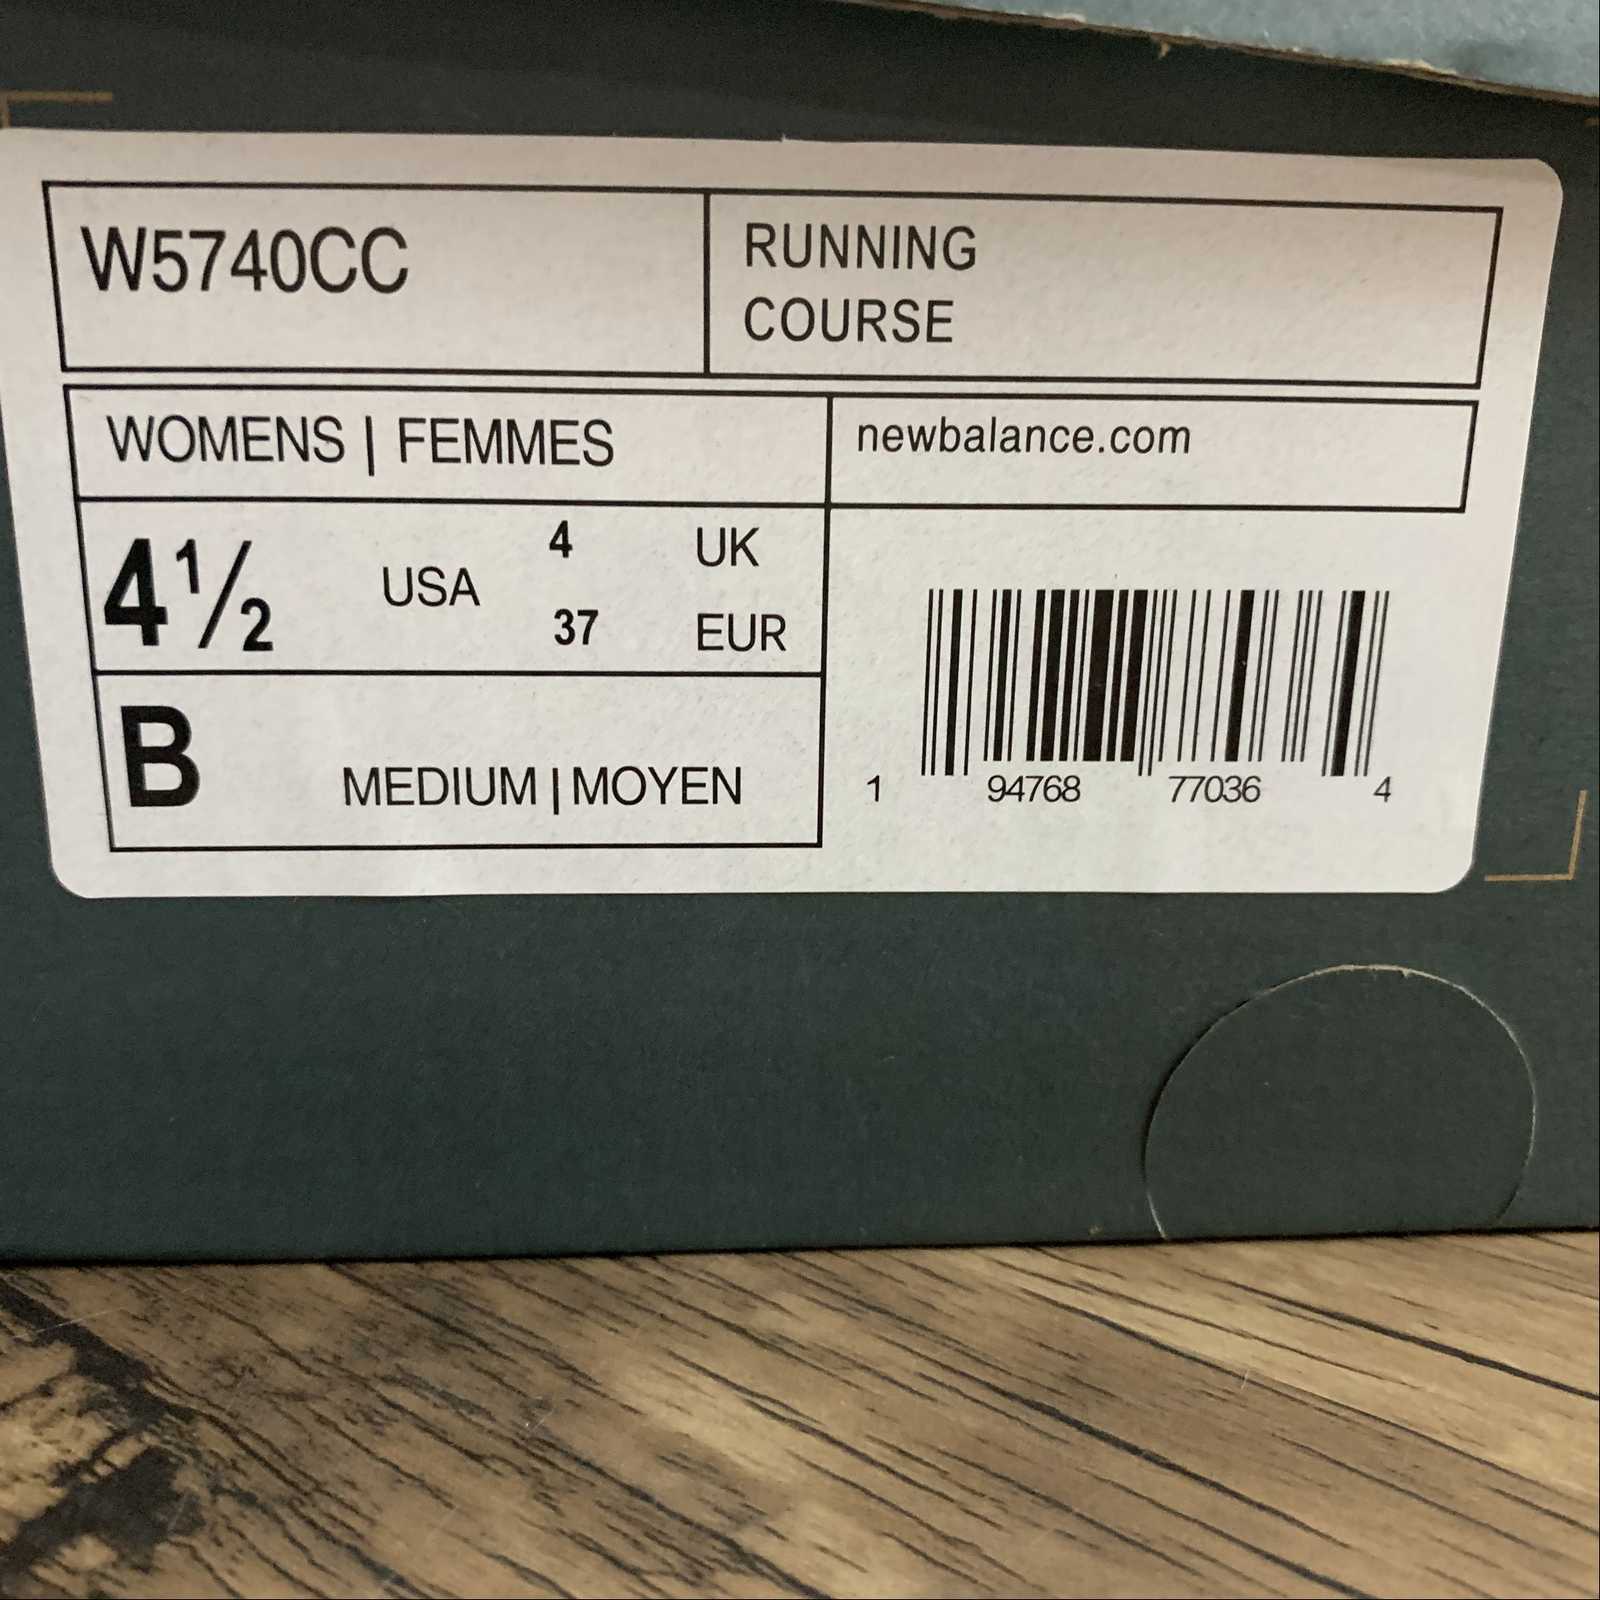 W5740CC
RUNNING
COURSE
WOMENS | FEMMES
newbalance.com
4½ USA 4 UK
37 EUR
B MEDIUM | MOYEN
1 94768 77036 4